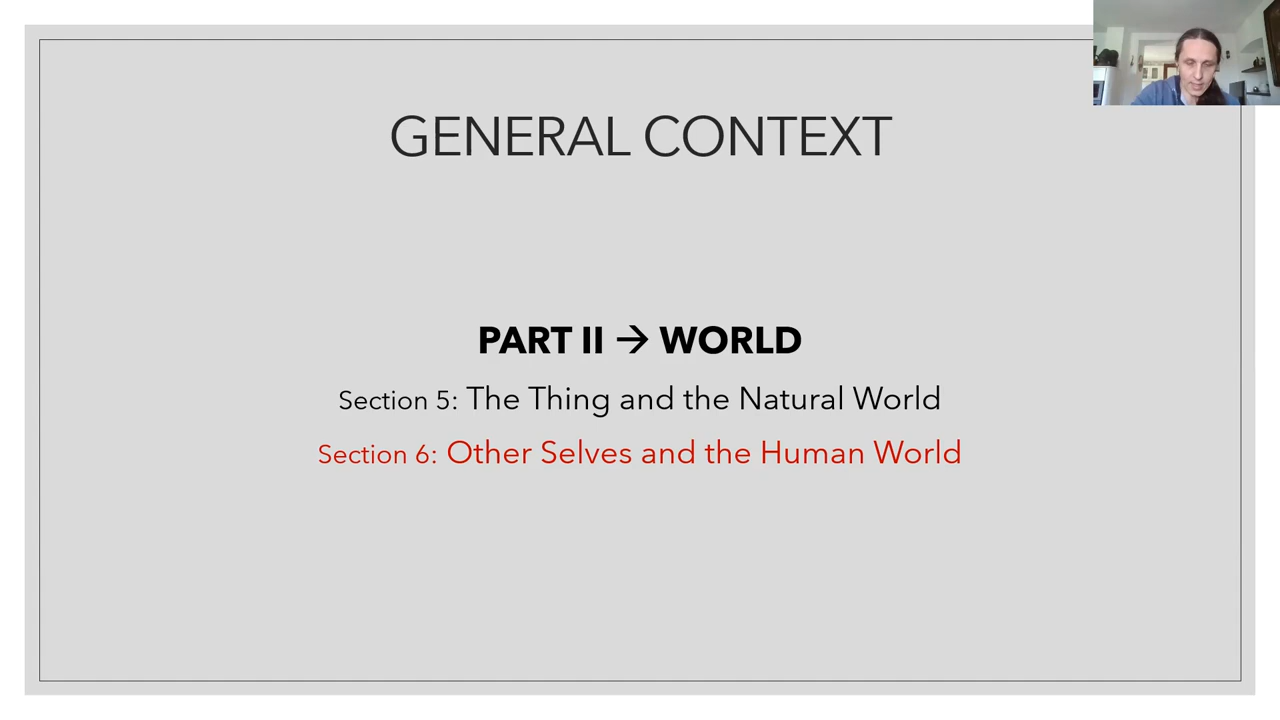 GENERAL CONTEXT
PART II → WORLD
Section 5: The Thing and the Natural World
Section 6: Other Selves and the Human World